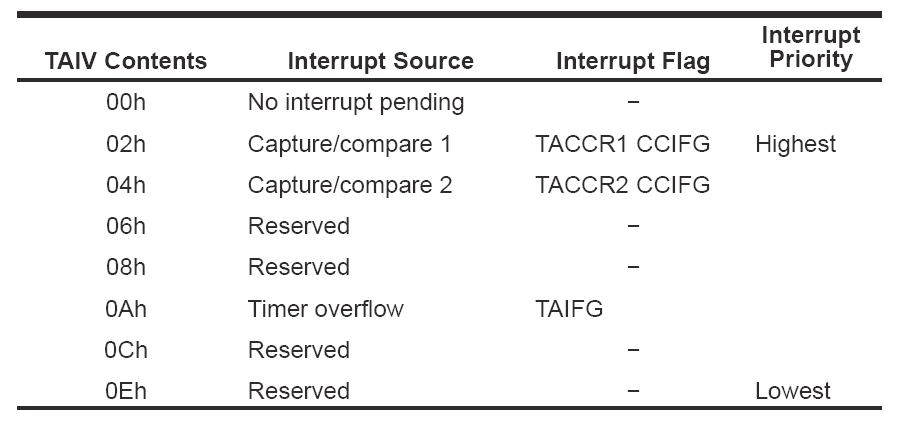 TAIV Contents Interrupt Source Interrupt Flag Interrupt Priority
00h No interrupt pending −
02h Capture/compare 1 TACCR1 CCIFG Highest
04h Capture/compare 2 TACCR2 CCIFG
06h Reserved −
08h Reserved −
0Ah Timer overflow TAIFG
0Ch Reserved −
0Eh Reserved − Lowest